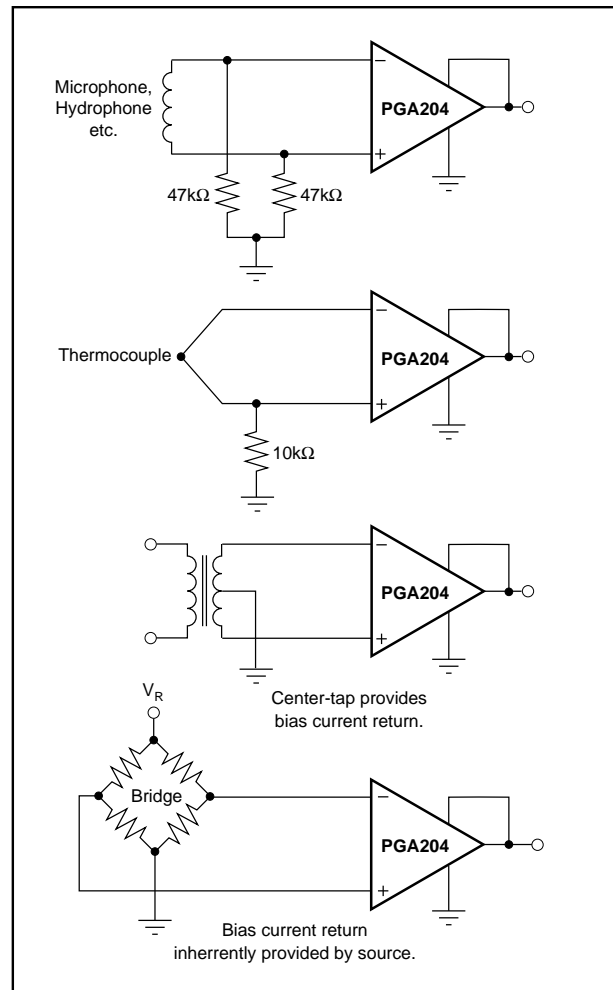 Microphone,
Hydrophone
etc.
−
PGA204
+
47kΩ 47kΩ
−
Thermocouple
PGA204
+
10kΩ
−
PGA204
+
Center-tap provides
bias current return.
V_R
Bridge
−
PGA204
+
Bias current return
inherently provided by source.